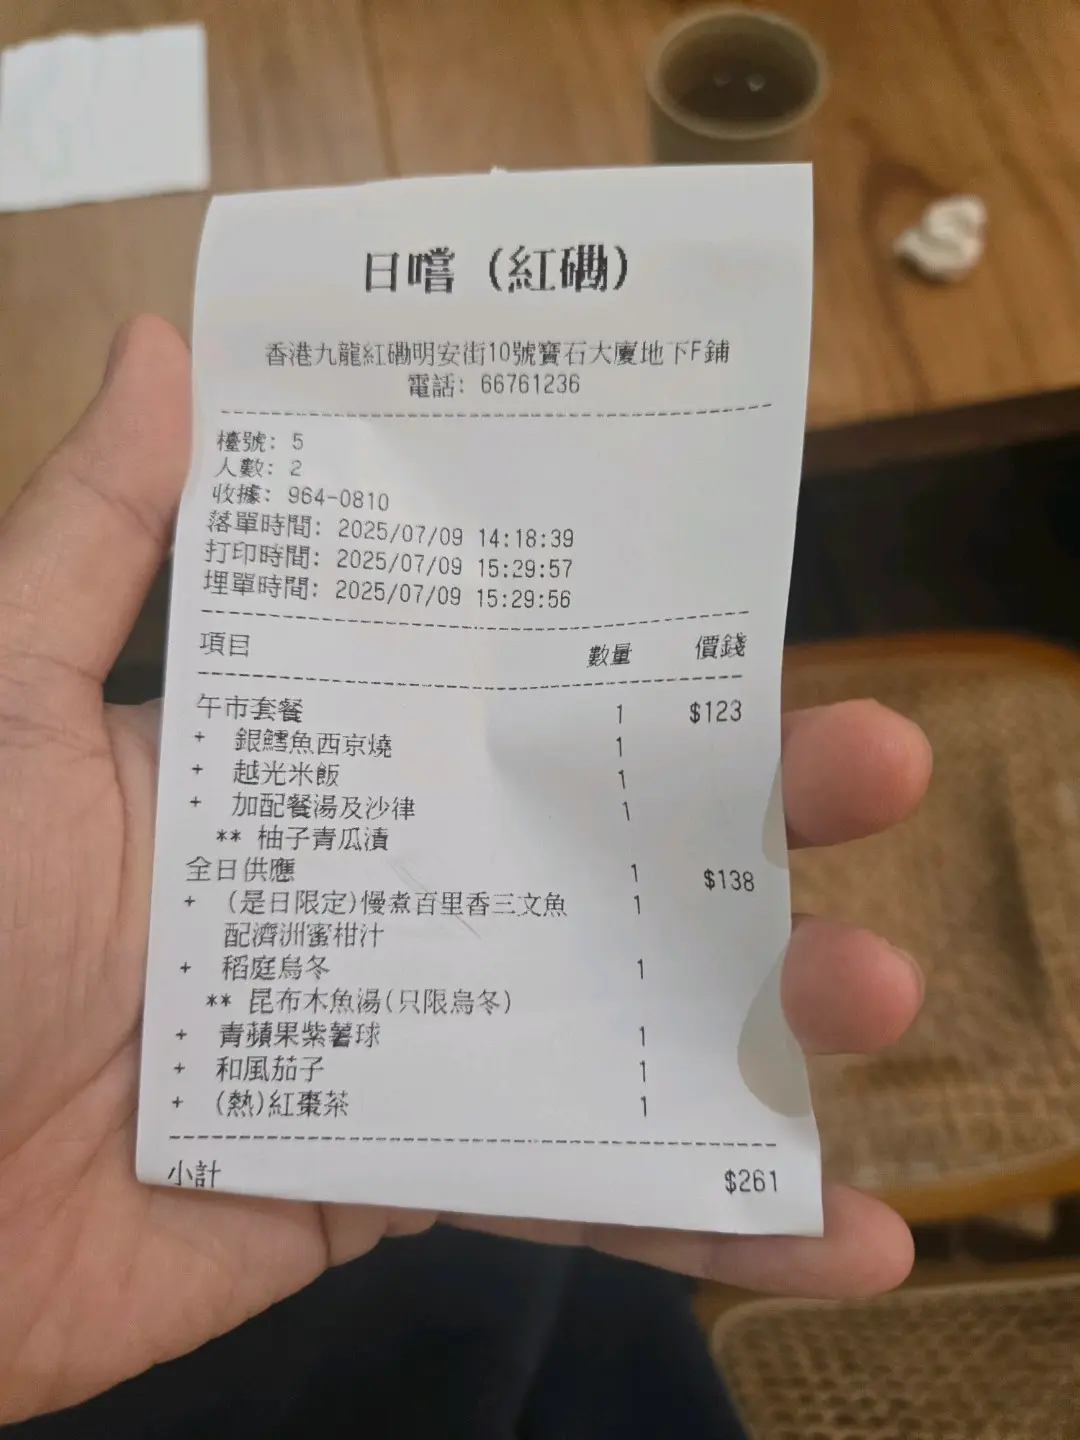 日嚐（紅磡）
香港九龍紅磡明安街10號寶石大廈地下F鋪
電話: 66761236
檯號: 5
人數: 2
收據: 964-0810
落單時間: 2025/07/09 14:18:39
打印時間: 2025/07/09 15:29:57
埋單時間: 2025/07/09 15:29:56
項目 數量 價錢
午市套餐 1 $123
+ 銀鱈魚西京燒 1
+ 越光米飯 1
+ 加配餐湯及沙律 1
** 柚子青瓜漬
全日供應 1 $138
+ (是日限定)慢煮百里香三文魚 1
配濟洲蜜柑汁
+ 稻庭烏冬 1
** 昆布木魚湯(只限烏冬)
+ 青蘋果紫薯球 1
+ 和風茄子 1
+ (熱)紅棗茶 1
小計 $261